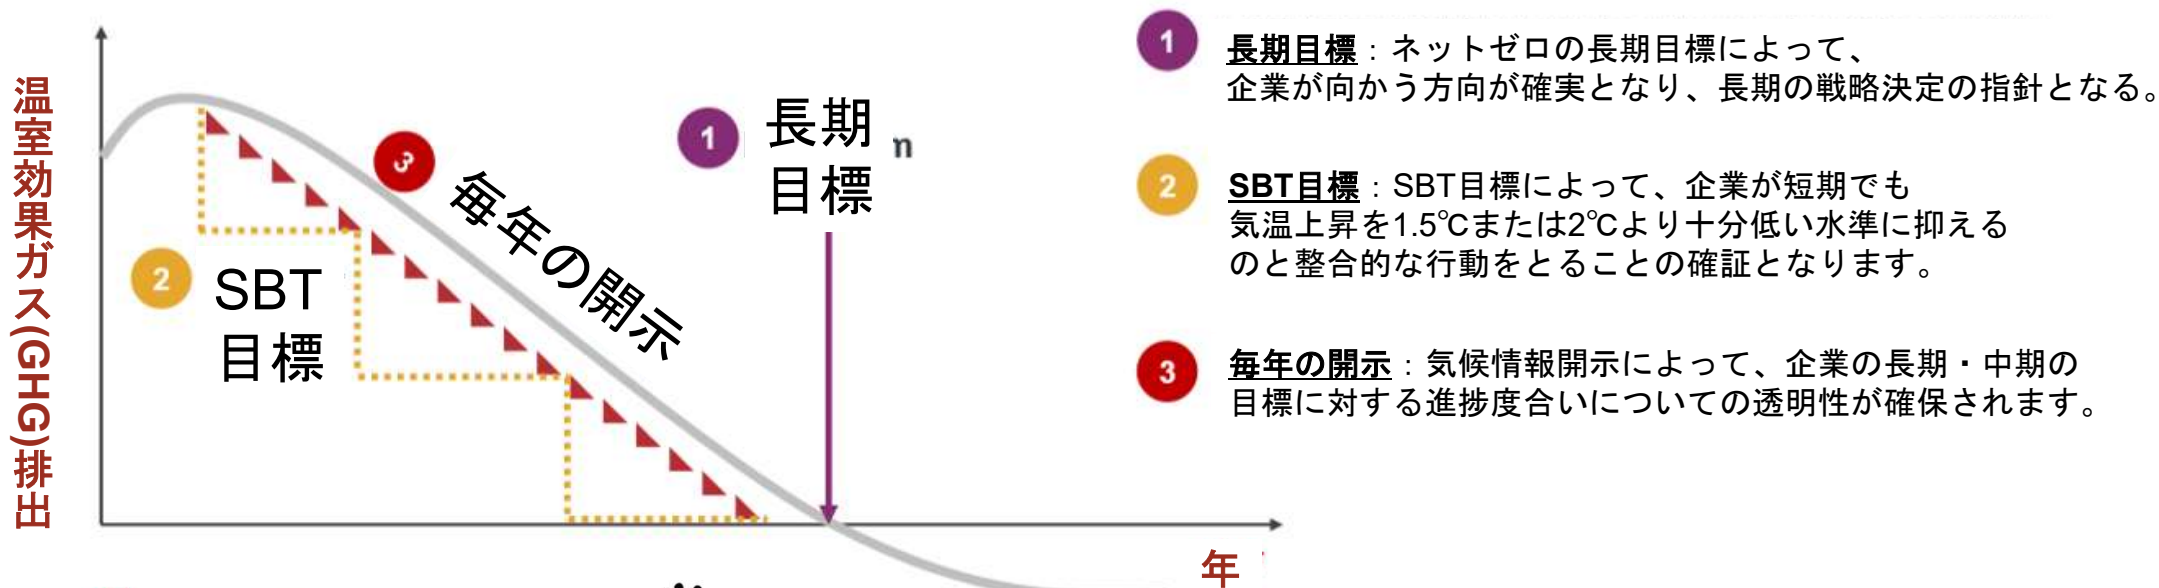 温室効果ガス(GHG)排出
1
長期
目標
n
3
毎年の開示
2
SBT
目標
年
1
長期目標：ネットゼロの長期目標によって、
企業が向かう方向が確実となり、長期の戦略決定の指針となる。
2
SBT目標：SBT目標によって、企業が短期でも
気温上昇を1.5℃または2℃より十分低い水準に抑える
のと整合的な行動をとることの確証となります。
3
毎年の開示：気候情報開示によって、企業の長期・中期の
目標に対する進捗度合いについての透明性が確保されます。